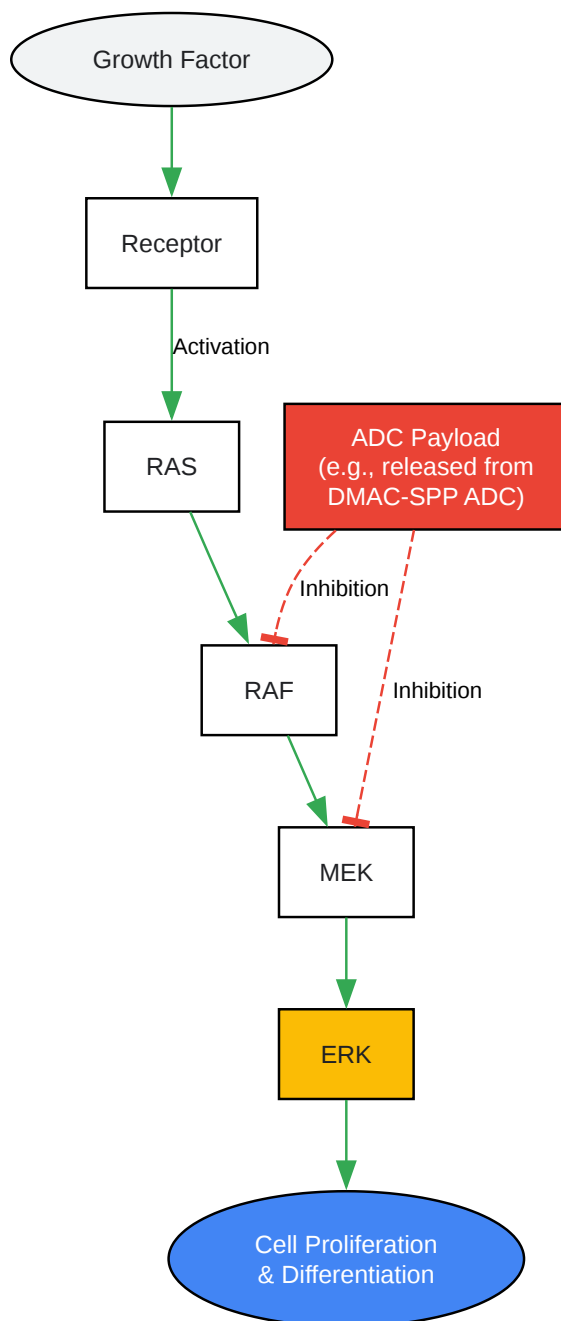 Growth Factor
Receptor
Activation
RAS
ADC Payload
(e.g., released from
DMAC-SPP ADC)
Inhibition
RAF
Inhibition
MEK
ERK
Cell Proliferation
& Differentiation